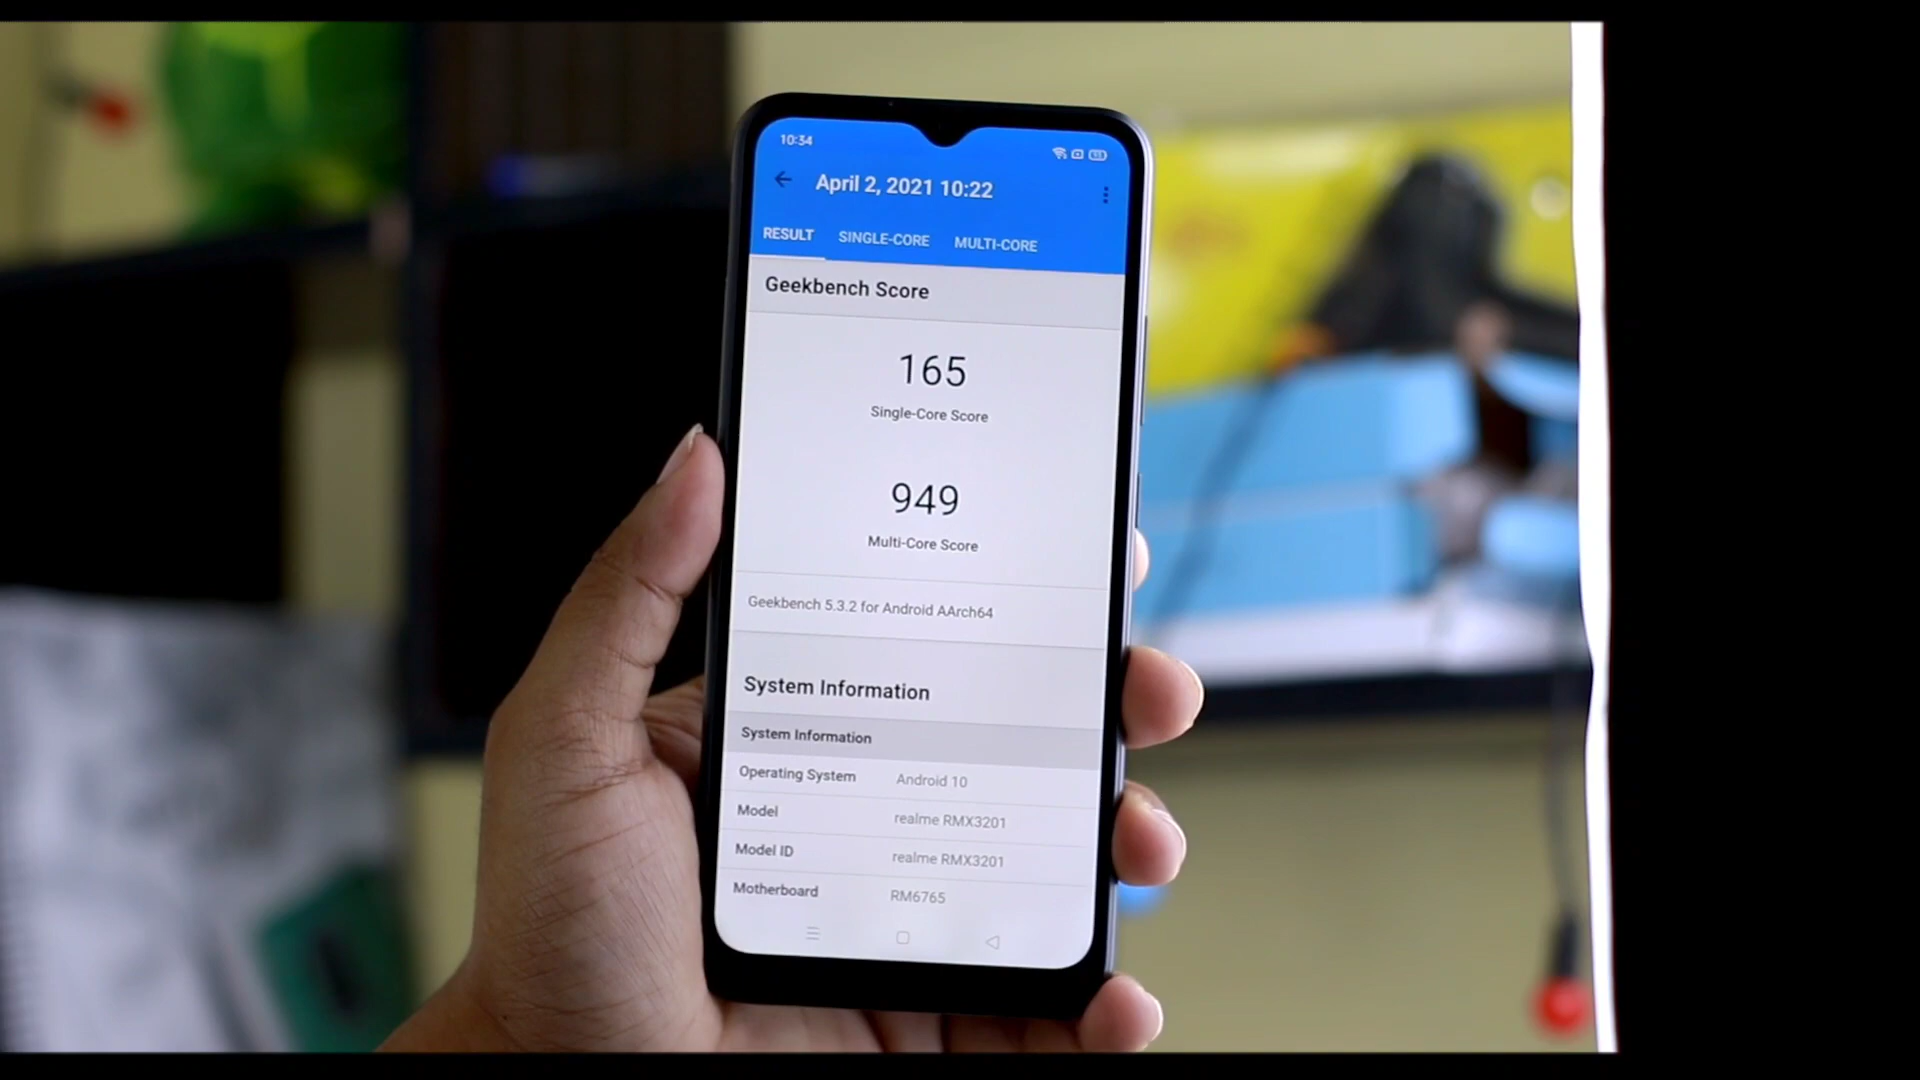 10:34
April 2, 2021 10:22
RESULT SINGLE-CORE MULTI-CORE
Geekbench Score
165
Single-Core Score
949
Multi-Core Score
Geekbench 5.3.2 for Android AArch64
System Information
System Information
Operating System Android 10
Model realme RMX3201
Model ID realme RMX3201
Motherboard RM6765